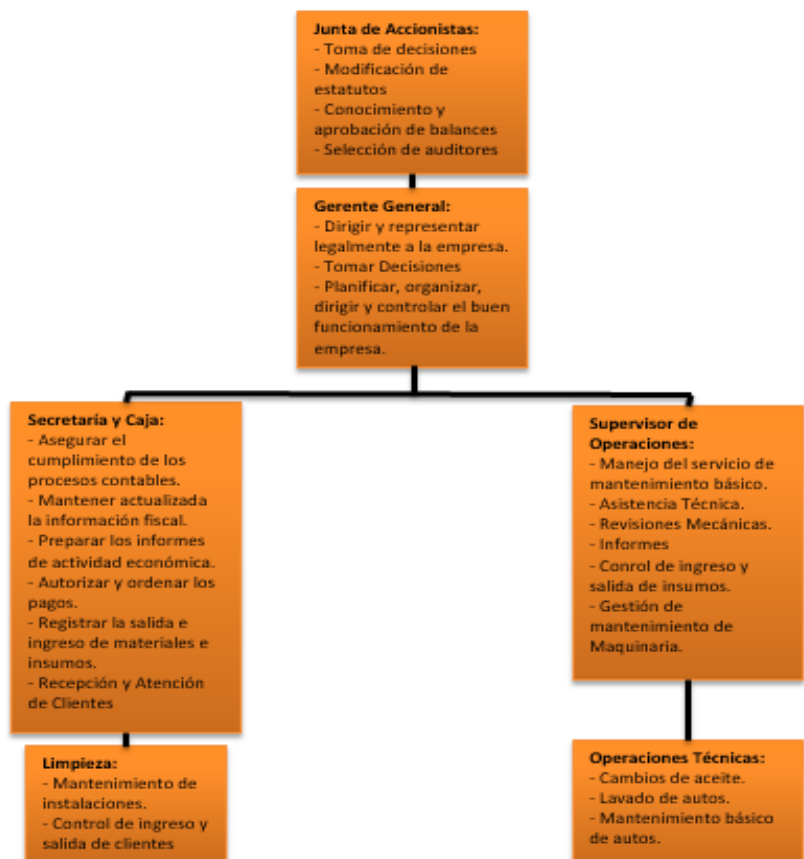 Junta de Accionistas:
- Toma de decisiones
- Modificación de
estatutos
- Conocimiento y
aprobación de balances
- Selección de auditores
Gerente General:
- Dirigir y representar
legalmente a la empresa.
- Tomar Decisiones
- Planificar, organizar,
dirigir y controlar el buen
funcionamiento de la
empresa.
Secretaría y Caja:
- Asegurar el
cumplimiento de los
procesos contables.
- Mantener actualizada
la información fiscal.
- Preparar los informes
de actividad económica.
- Autorizar y ordenar los
pagos.
- Registrar la salida e
ingreso de materiales e
insumos.
- Recepción y Atención
de Clientes
Supervisor de
Operaciones:
- Manejo del servicio de
mantenimiento básico.
- Asistencia Técnica.
- Revisiones Mecánicas.
- Informes
- Conrol de ingreso y
salida de insumos.
- Gestión de
mantenimiento de
Maquinaria.
Limpieza:
- Mantenimiento de
instalaciones.
- Control de ingreso y
salida de clientes
Operaciones Técnicas:
- Cambios de aceite.
- Lavado de autos.
- Mantenimiento básico
de autos.